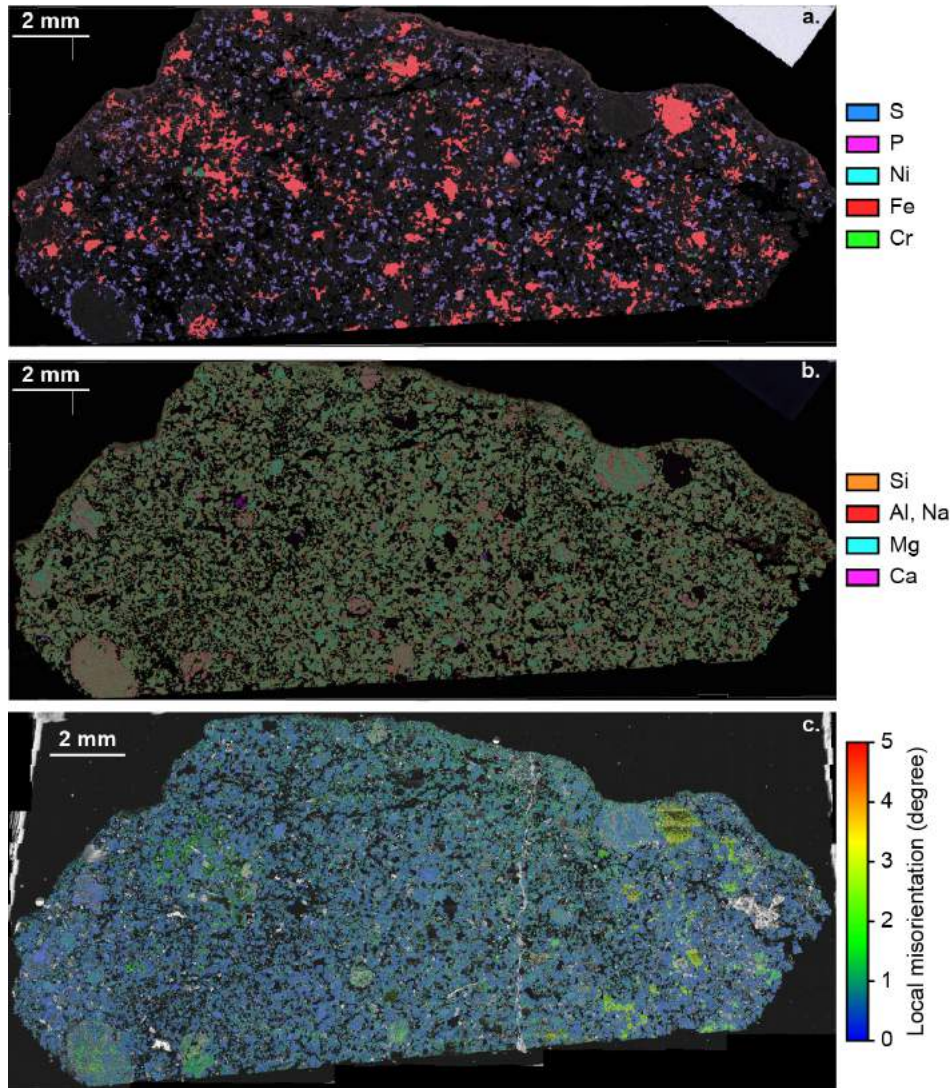 2 mm
a.
S
P
Ni
Fe
Cr
2 mm
b.
Si
Al, Na
Mg
Ca
2 mm
c.
5
4
3
2
1
0
Local misorientation (degree)